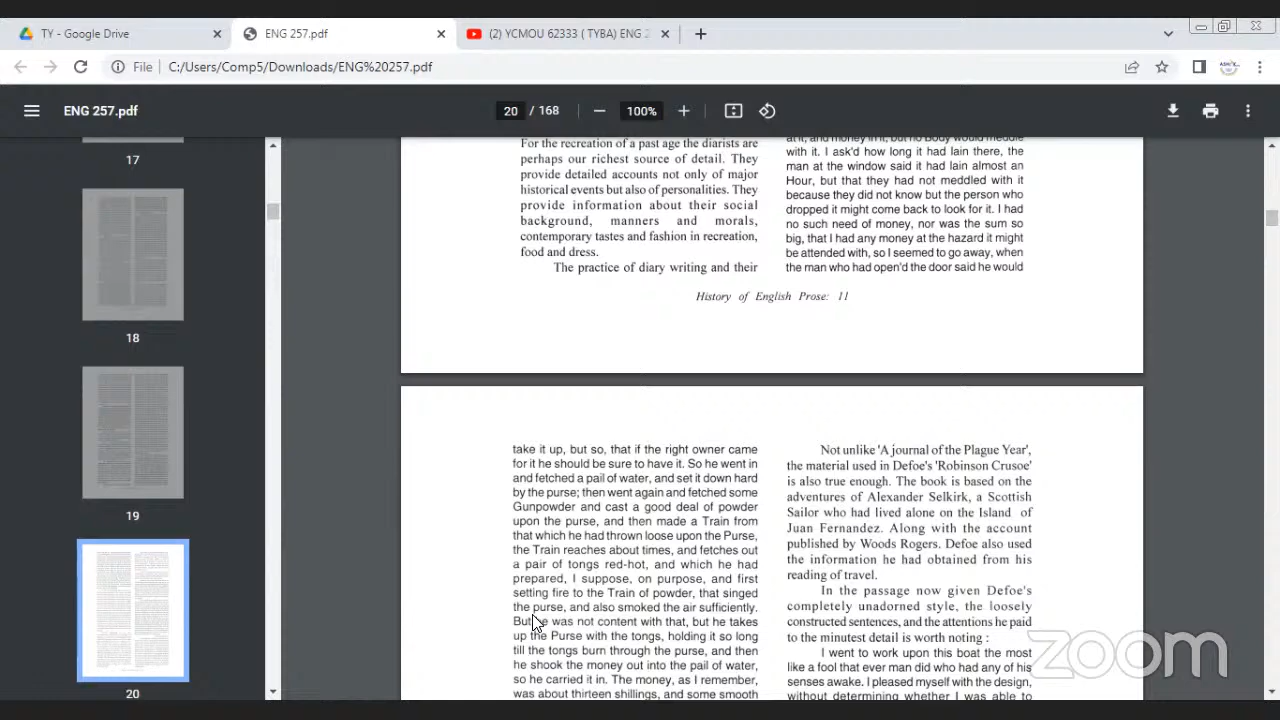 TY - Google Drive
ENG 257.pdf
(2) YCMOU 62333 ( TYBA) ENG 2
File
C:/Users/Comp5/Downloads/ENG%20257.pdf
ENG 257.pdf
20 / 168
100%
17
18
19
20
For the recreation of a past age the diarists are
perhaps our richest source of detail. They
provide detailed accounts not only of major
historical events but also of personalities. They
provide information about their social
background, manners and morals,
contemporary tastes and fashion in recreation,
food and dress.
The practice of diary writing and their
at it, and money in it, but no Body would meddle
with it. I ask'd how long it had lain there, the
man at the window said it had lain almost an
Hour, but that they had not meddled with it
because they did not know but the person who
dropped it might come back to look for it. I had
no such need of money, nor was the sum so
big, that I had any money at the hazard it might
be attended with, so I seemed to go away, when
the man who had open'd the door said he would
History of English Prose: 11
take it up, but so, that if the right owner came
for it he should be sure to have it. So he went in
and fetched a pail of water, and set it down hard
by the purse; then went again and fetched some
Gunpowder and cast a good deal of powder
upon the purse, and then made a Train from
that which he had thrown loose upon the Purse,
the Train reaches about times, and fetches out
a pair of tongs red-hot, and which he had
prepared, I suppose, on purpose, and first
setting fire to the Train of powder, that singed
the purse, and also smoked the air sufficiently.
But he was not content with that, but he takes
up the Purse with the tongs, holding it so long
till the tongs burn through the purse, and then
he shook the money out into the pail of water,
so he carried it in. The money, as I remember,
was about thirteen shillings, and some smooth
Not unlike 'A journal of the Plague Year',
the material used in Defoe's 'Robinson Crusoe'
is also true enough. The book is based on the
adventures of Alexander Selkirk, a Scottish
Sailor who had lived alone on the Island of
Juan Fernandez. Along with the account
published by Woods Rogers. Defoe also used
the information he had obtained from his
reading of travel.
In the passage now given Defoe's
completely unadorned style, the loosely
constructed sentences, and the attentions he paid
to the minutest detail is worth noting :
I went to work upon this boat the most
like a fool that ever man did who had any of his
senses awake. I pleased myself with the design,
without determining whether I was able to
zoom